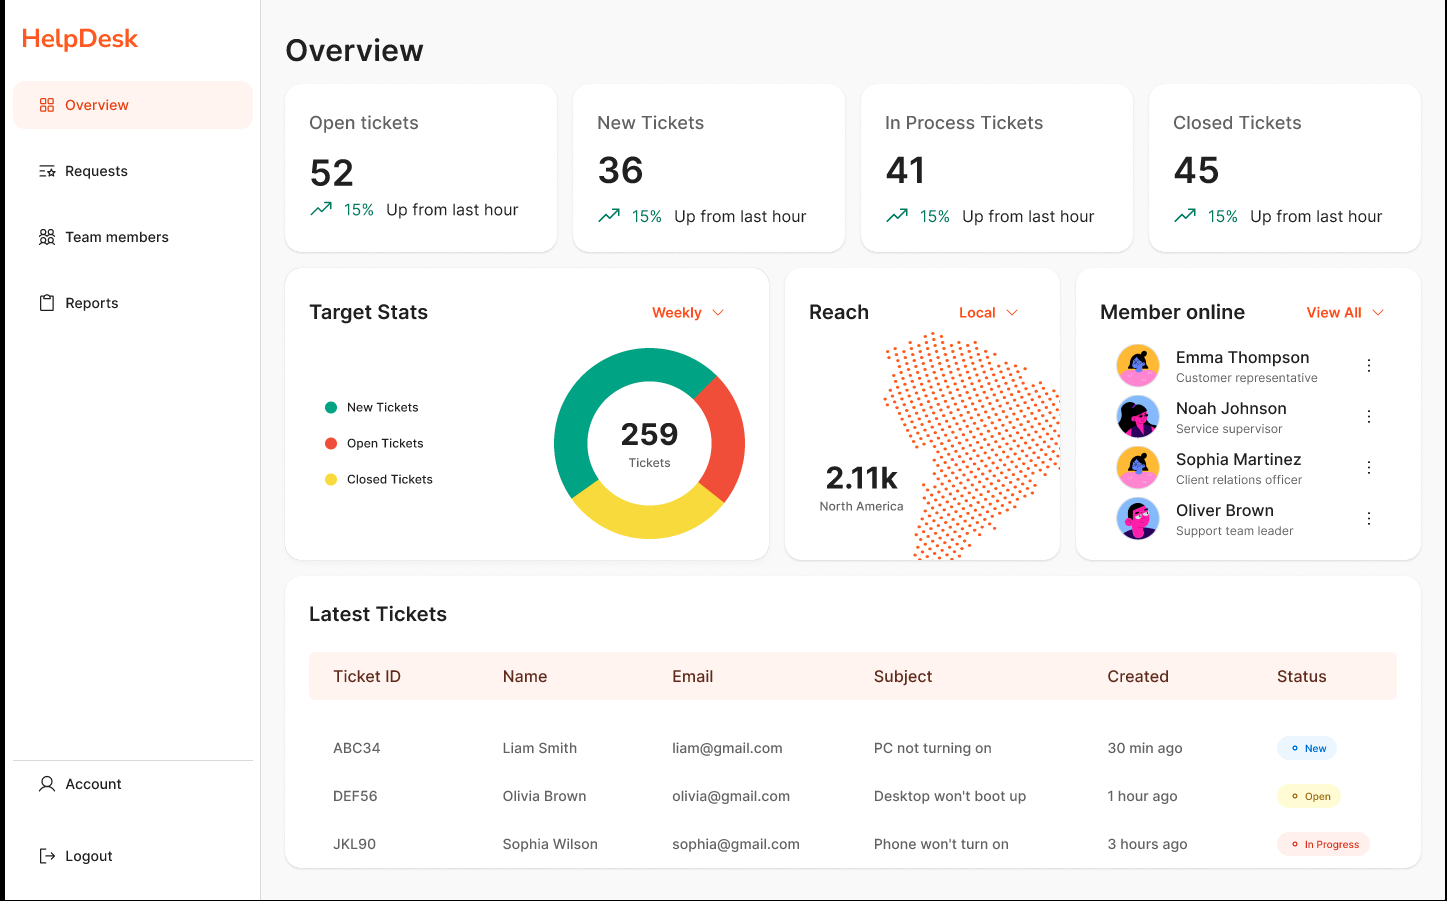 HelpDesk
Overview
Requests
Team members
Reports
Account
Logout
Overview
Open tickets
52
15% Up from last hour
New Tickets
36
15% Up from last hour
In Process Tickets
41
15% Up from last hour
Closed Tickets
45
15% Up from last hour
Target Stats
Weekly
New Tickets
Open Tickets
Closed Tickets
259
Tickets
Reach
Local
2.11k
North America
Member online
View All
Emma Thompson
Customer representative
Noah Johnson
Service supervisor
Sophia Martinez
Client relations officer
Oliver Brown
Support team leader
Latest Tickets
Ticket ID Name Email Subject Created Status
ABC34 Liam Smith liam@gmail.com PC not turning on 30 min ago New
DEF56 Olivia Brown olivia@gmail.com Desktop won't boot up 1 hour ago Open
JKL90 Sophia Wilson sophia@gmail.com Phone won't turn on 3 hours ago In Progress